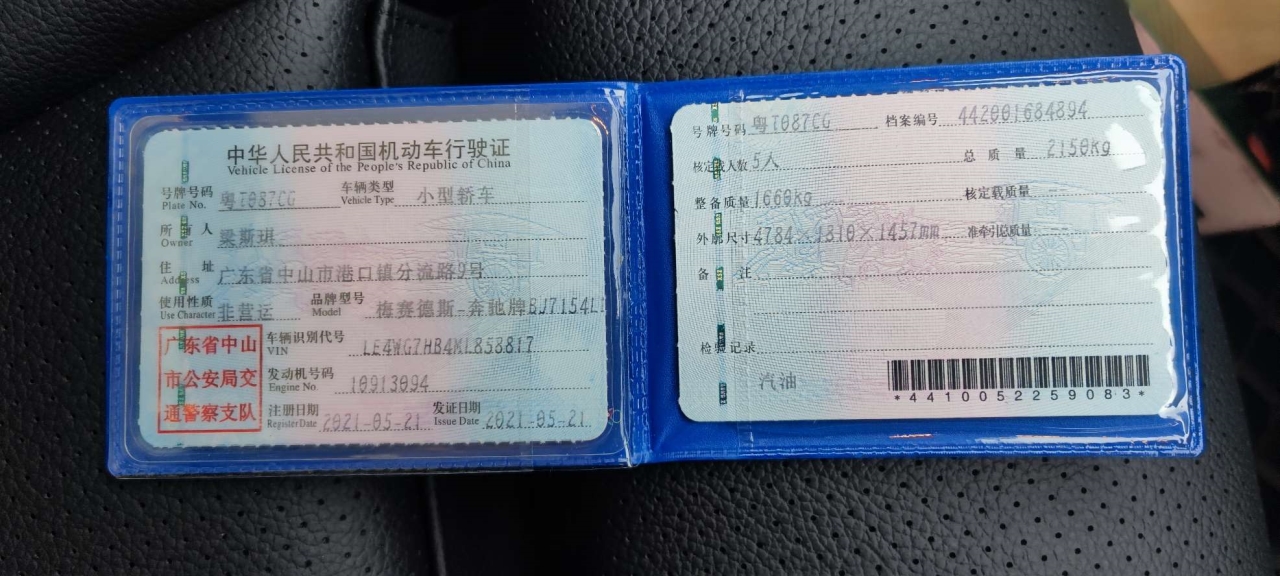 中华人民共和国机动车行驶证
Vehicle License of the People's Republic of China
号牌号码 粤T087CG 车辆类型 小型轿车
Plate No. Vehicle Type
所有人 梁斯琪
Owner
住址 广东省中山市港口镇分流路9号
Address
使用性质 非营运 品牌型号 梅赛德斯-奔驰牌BJ7154L
Use Character Model
广东省中山
市公安局交
通警察支队
车辆识别代号 LE4WG7HB4ML858817
VIN
发动机号码 10913094
Engine No.
注册日期 2021-05-21 发证日期 2021-05-21
Register Date Issue Date
号牌号码 粤T087CG 档案编号 442001684894
核定载人数 5人 总质量 2150kg
整备质量 1660kg 核定载质量 --
外廓尺寸 4784×1810×1457mm 准牵引总质量 --
备注
检验记录
汽油
*4410052259083*